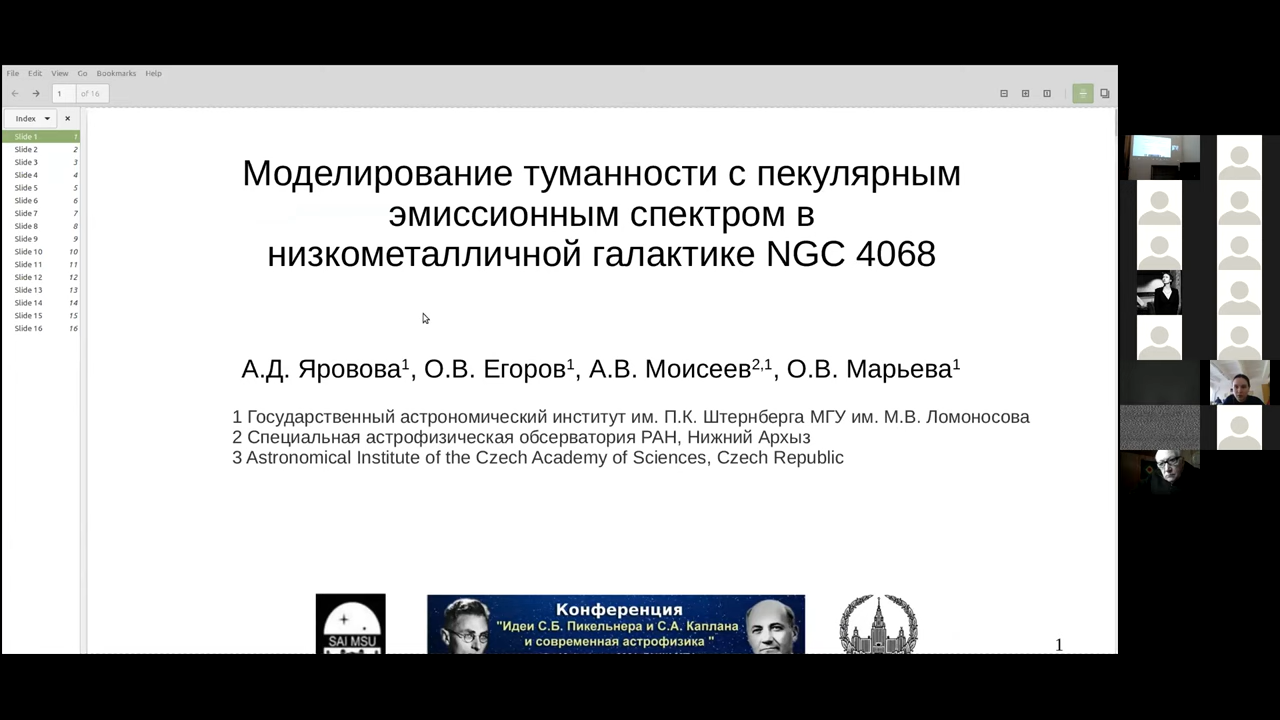 File Edit View Go Bookmarks Help
1 of 16
Index
Slide 1 1
Slide 2 2
Slide 3 3
Slide 4 4
Slide 5 5
Slide 6 6
Slide 7 7
Slide 8 8
Slide 9 9
Slide 10 10
Slide 11 11
Slide 12 12
Slide 13 13
Slide 14 14
Slide 15 15
Slide 16 16
Моделирование туманности с пекулярным
эмиссионным спектром в
низкометалличной галактике NGC 4068
А.Д. Яровова1, О.В. Егоров1, А.В. Моисеев2,1, О.В. Марьева1
1 Государственный астрономический институт им. П.К. Штернберга МГУ им. М.В. Ломоносова
2 Специальная астрофизическая обсерватория РАН, Нижний Архыз
3 Astronomical Institute of the Czech Academy of Sciences, Czech Republic
SAI MSU
Конференция
"Идеи С.Б. Пикельнера и С.А. Каплана
и современная астрофизика "
1